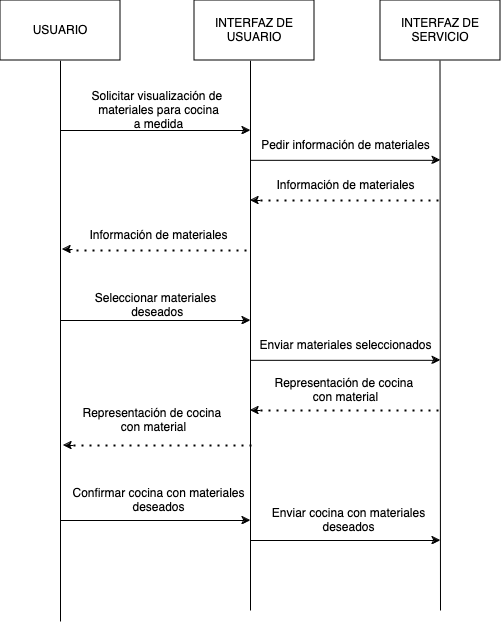 USUARIO
INTERFAZ DE
USUARIO
INTERFAZ DE
SERVICIO
Solicitar visualización de
materiales para cocina
a medida
Pedir información de materiales
Información de materiales
Información de materiales
Seleccionar materiales
deseados
Enviar materiales seleccionados
Representación de cocina
con material
Representación de cocina
con material
Confirmar cocina con materiales
deseados
Enviar cocina con materiales
deseados